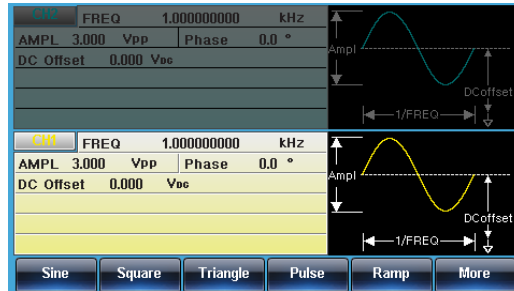 CH2 FREQ 1.000000000 kHz
AMPL 3.000 Vpp Phase 0.0 °
DC Offset 0.000 VDC
Ampl
DCoffset
1/FREQ
CH1 FREQ 1.000000000 kHz
AMPL 3.000 Vpp Phase 0.0 °
DC Offset 0.000 VDC
Ampl
DCoffset
1/FREQ
Sine Square Triangle Pulse Ramp More